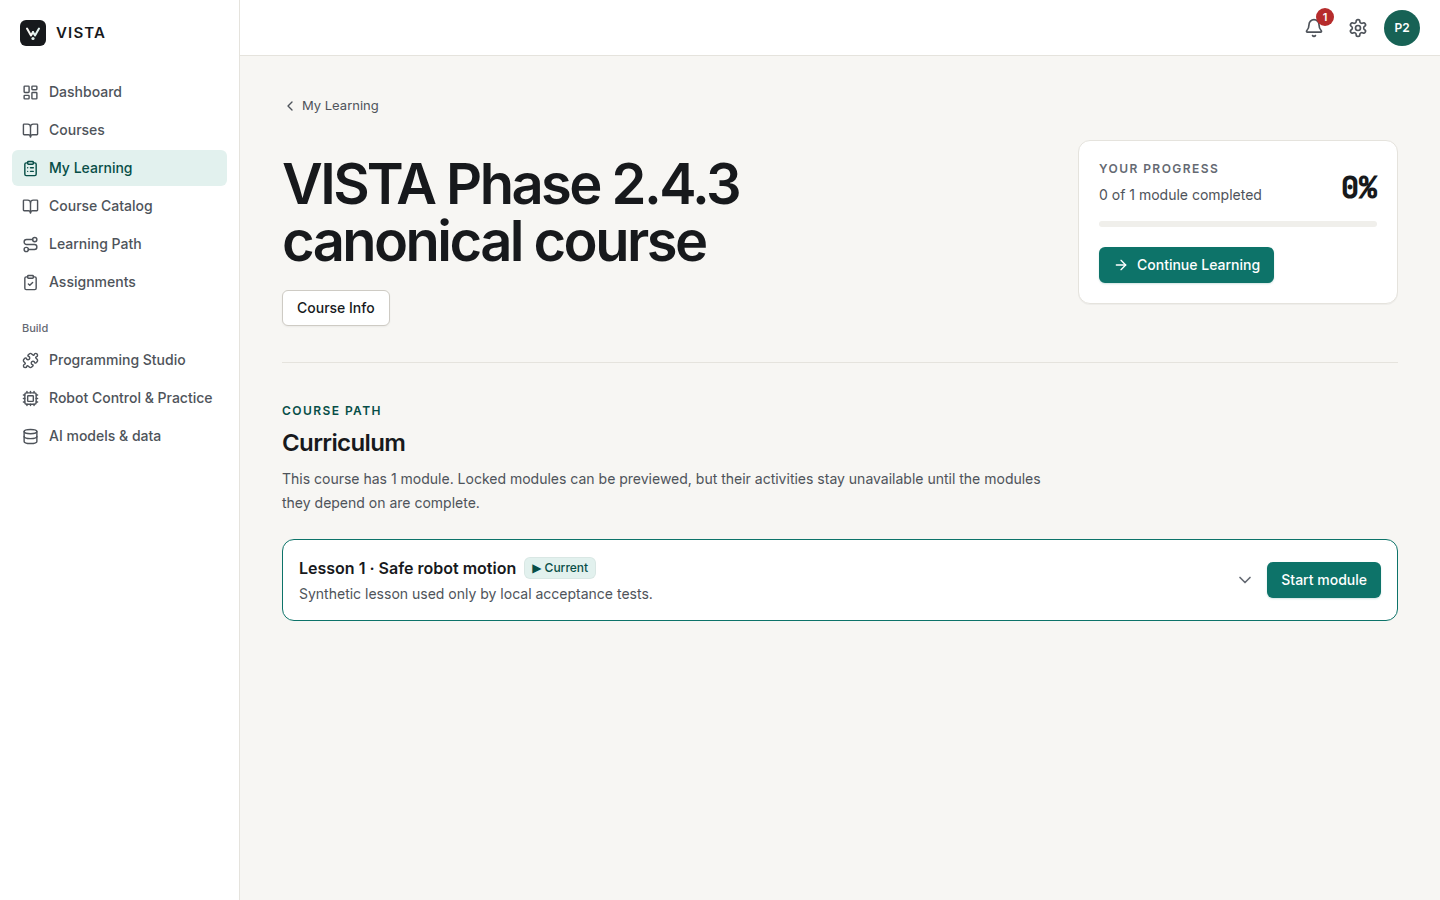 VISTA
1
P2
Dashboard
Courses
My Learning
Course Catalog
Learning Path
Assignments
Build
Programming Studio
Robot Control & Practice
AI models & data
My Learning
VISTA Phase 2.4.3
canonical course
Course Info
YOUR PROGRESS
0 of 1 module completed
0%
Continue Learning
COURSE PATH
Curriculum
This course has 1 module. Locked modules can be previewed, but their activities stay unavailable until the modules
they depend on are complete.
Lesson 1 · Safe robot motion
▶ Current
Synthetic lesson used only by local acceptance tests.
Start module